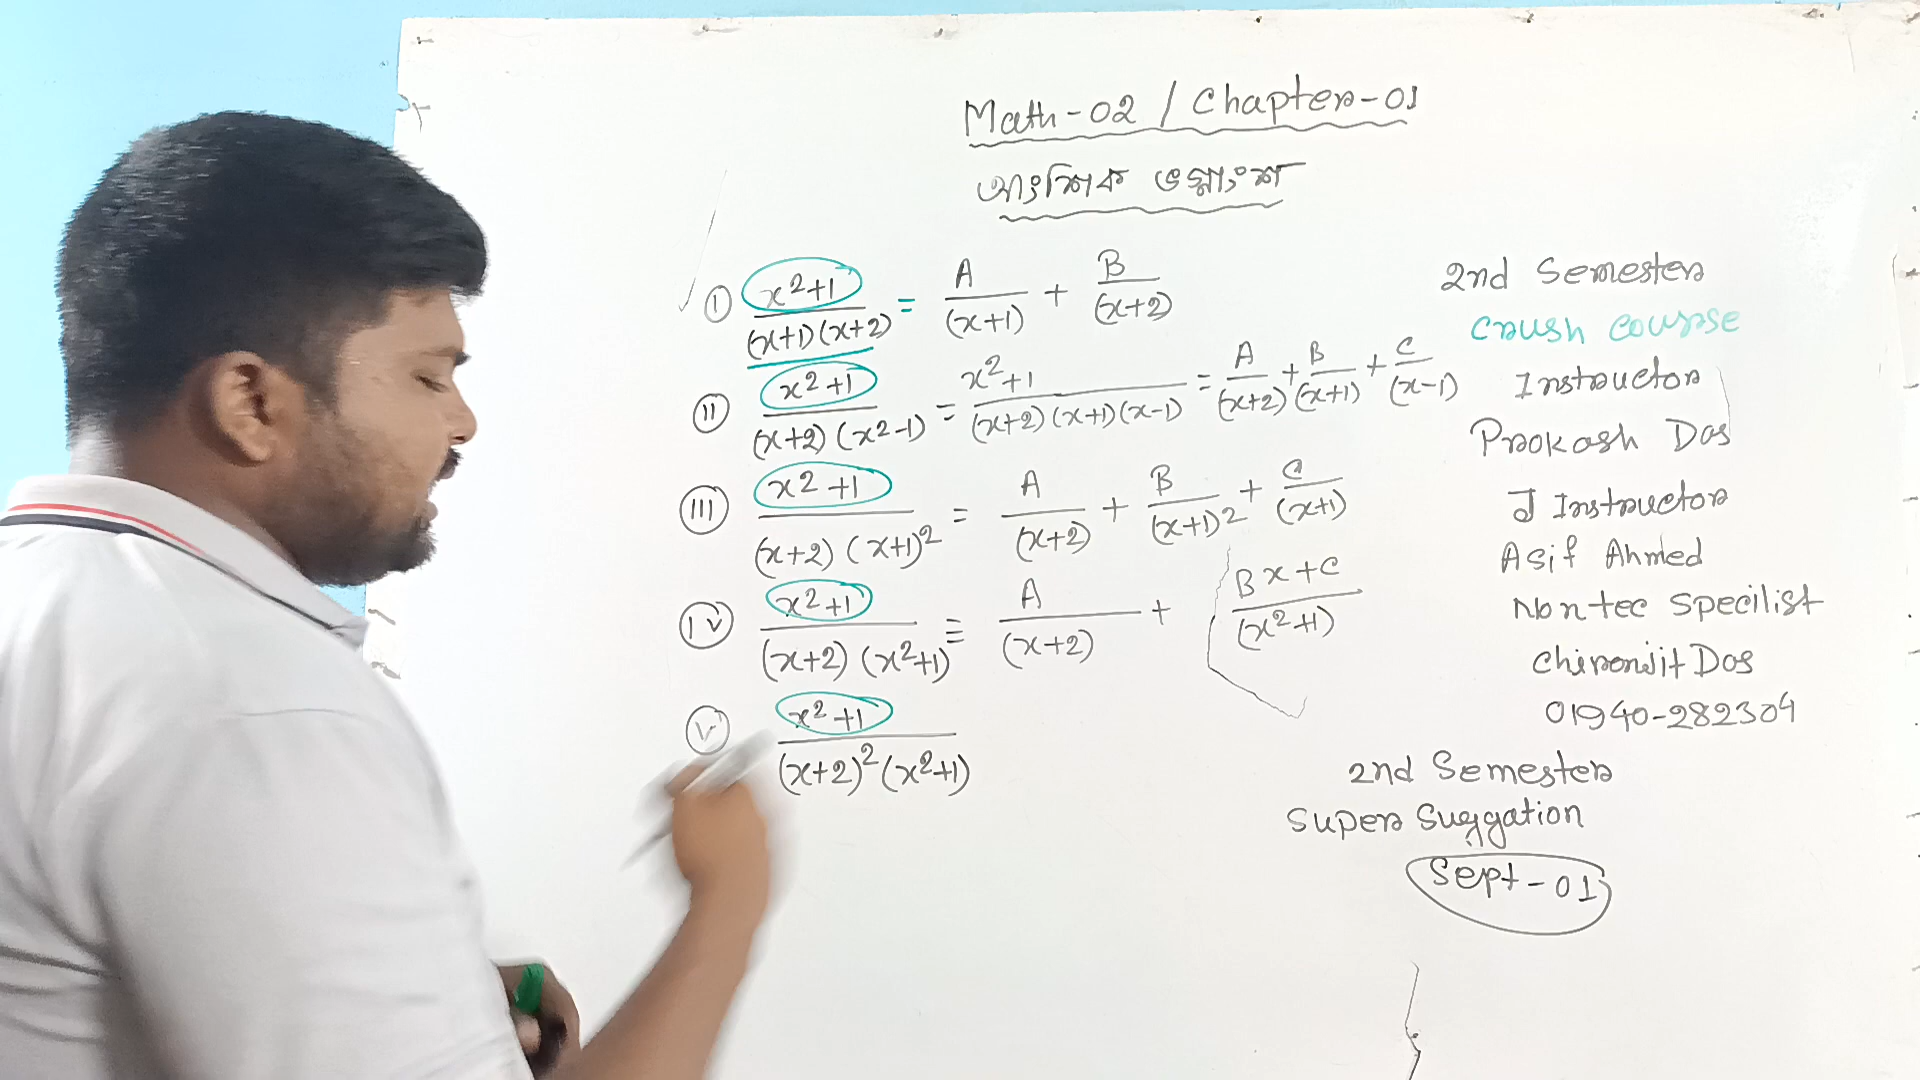 Math-02 / Chapter-01
আংশিক ভগ্নাংশ
(I) x²+1 / (x+1)(x+2) = A / (x+1) + B / (x+2)
(II) x²+1 / (x+2)(x²-1) = x²+1 / (x+2)(x+1)(x-1) = A / (x+2) + B / (x+1) + C / (x-1)
(III) x²+1 / (x+2)(x+1)² = A / (x+2) + B / (x+1)² + C / (x+1)
(IV) x²+1 / (x+2)(x²+1) ≡ A / (x+2) + Bx+C / (x²+1)
(V) x²+1 / (x+2)²(x²+1)
2nd Semester
Crush Course
Instructor
Prokash Das
J Instructor
Asif Ahmed
Non tec Specilist
Chironjit Das
01940-282304
2nd Semester
Super Suggation
Sept-01